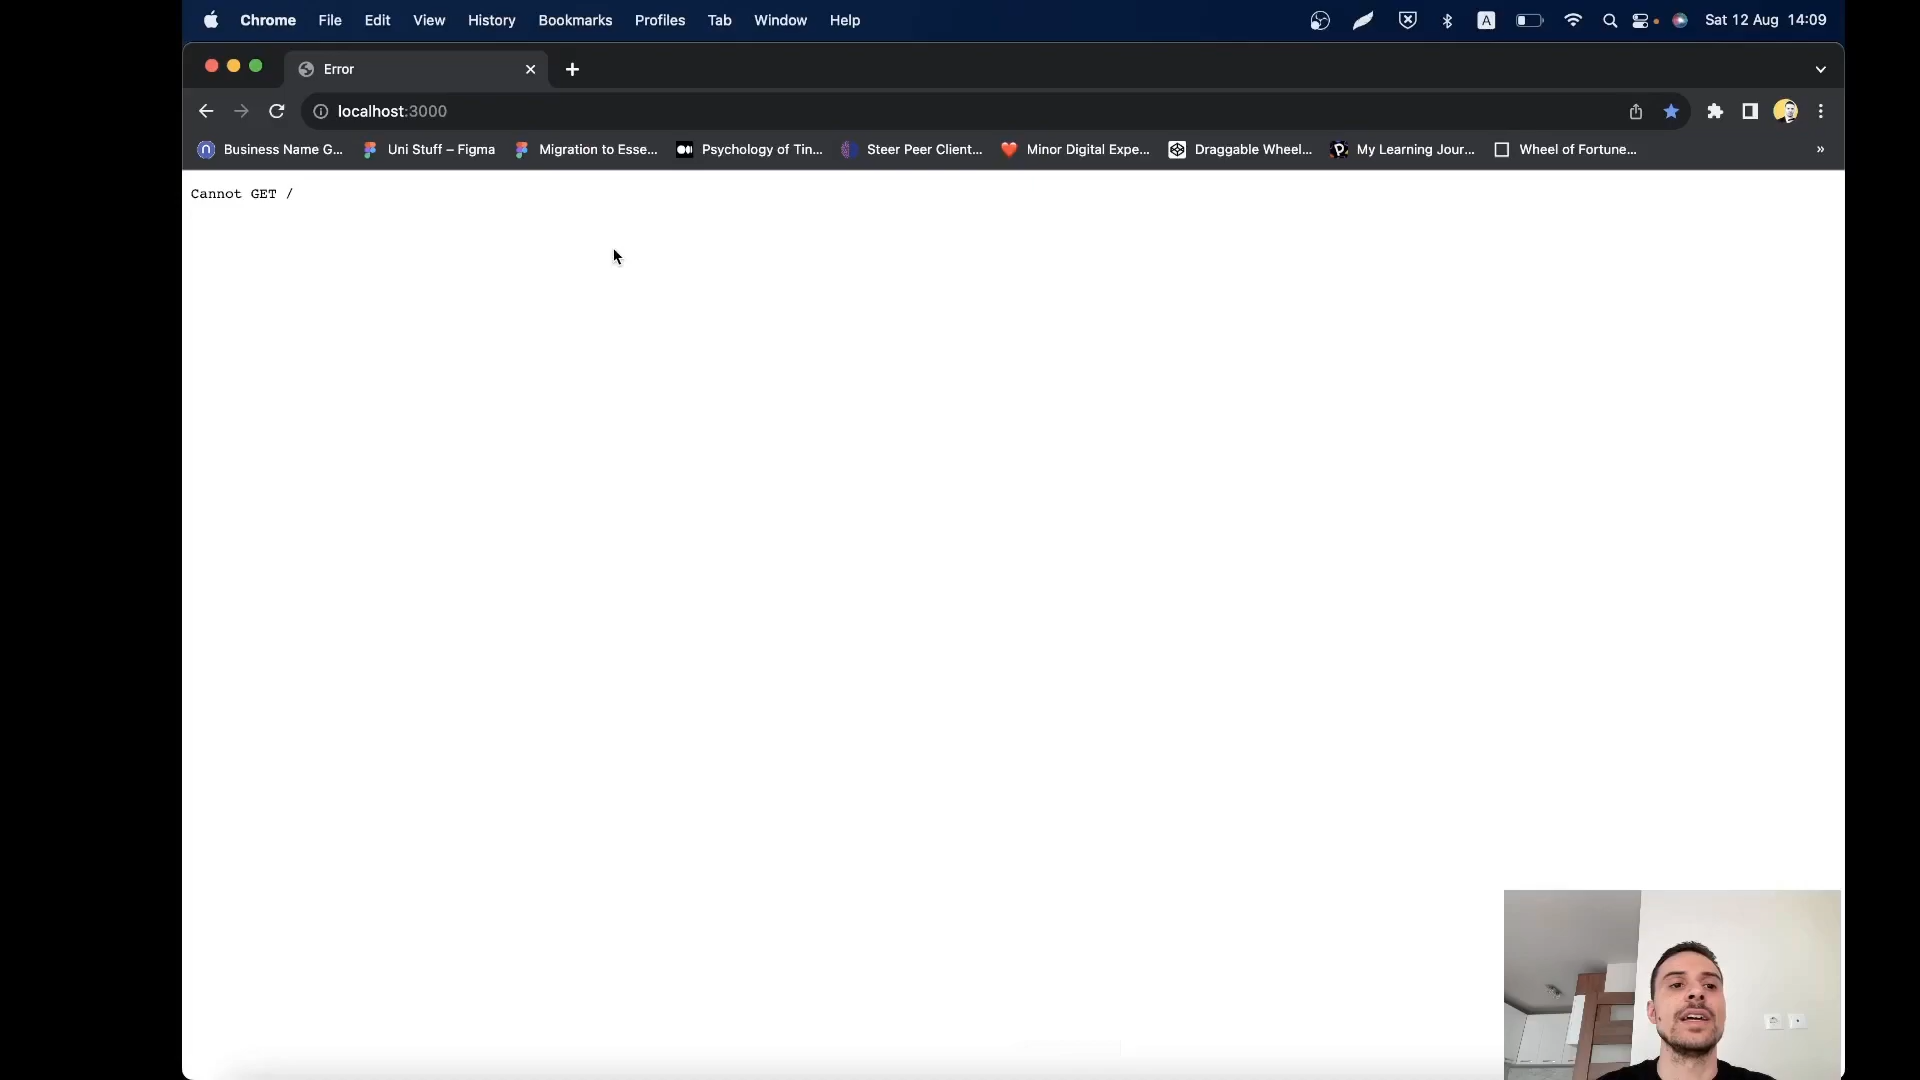 Chrome File Edit View History Bookmarks Profiles Tab Window Help A Sat 12 Aug 14:09
Error
localhost:3000
Business Name G... Uni Stuff – Figma Migration to Esse... Psychology of Tin... Steer Peer Client... Minor Digital Expe... Draggable Wheel... My Learning Jour... Wheel of Fortune... »
Cannot GET /